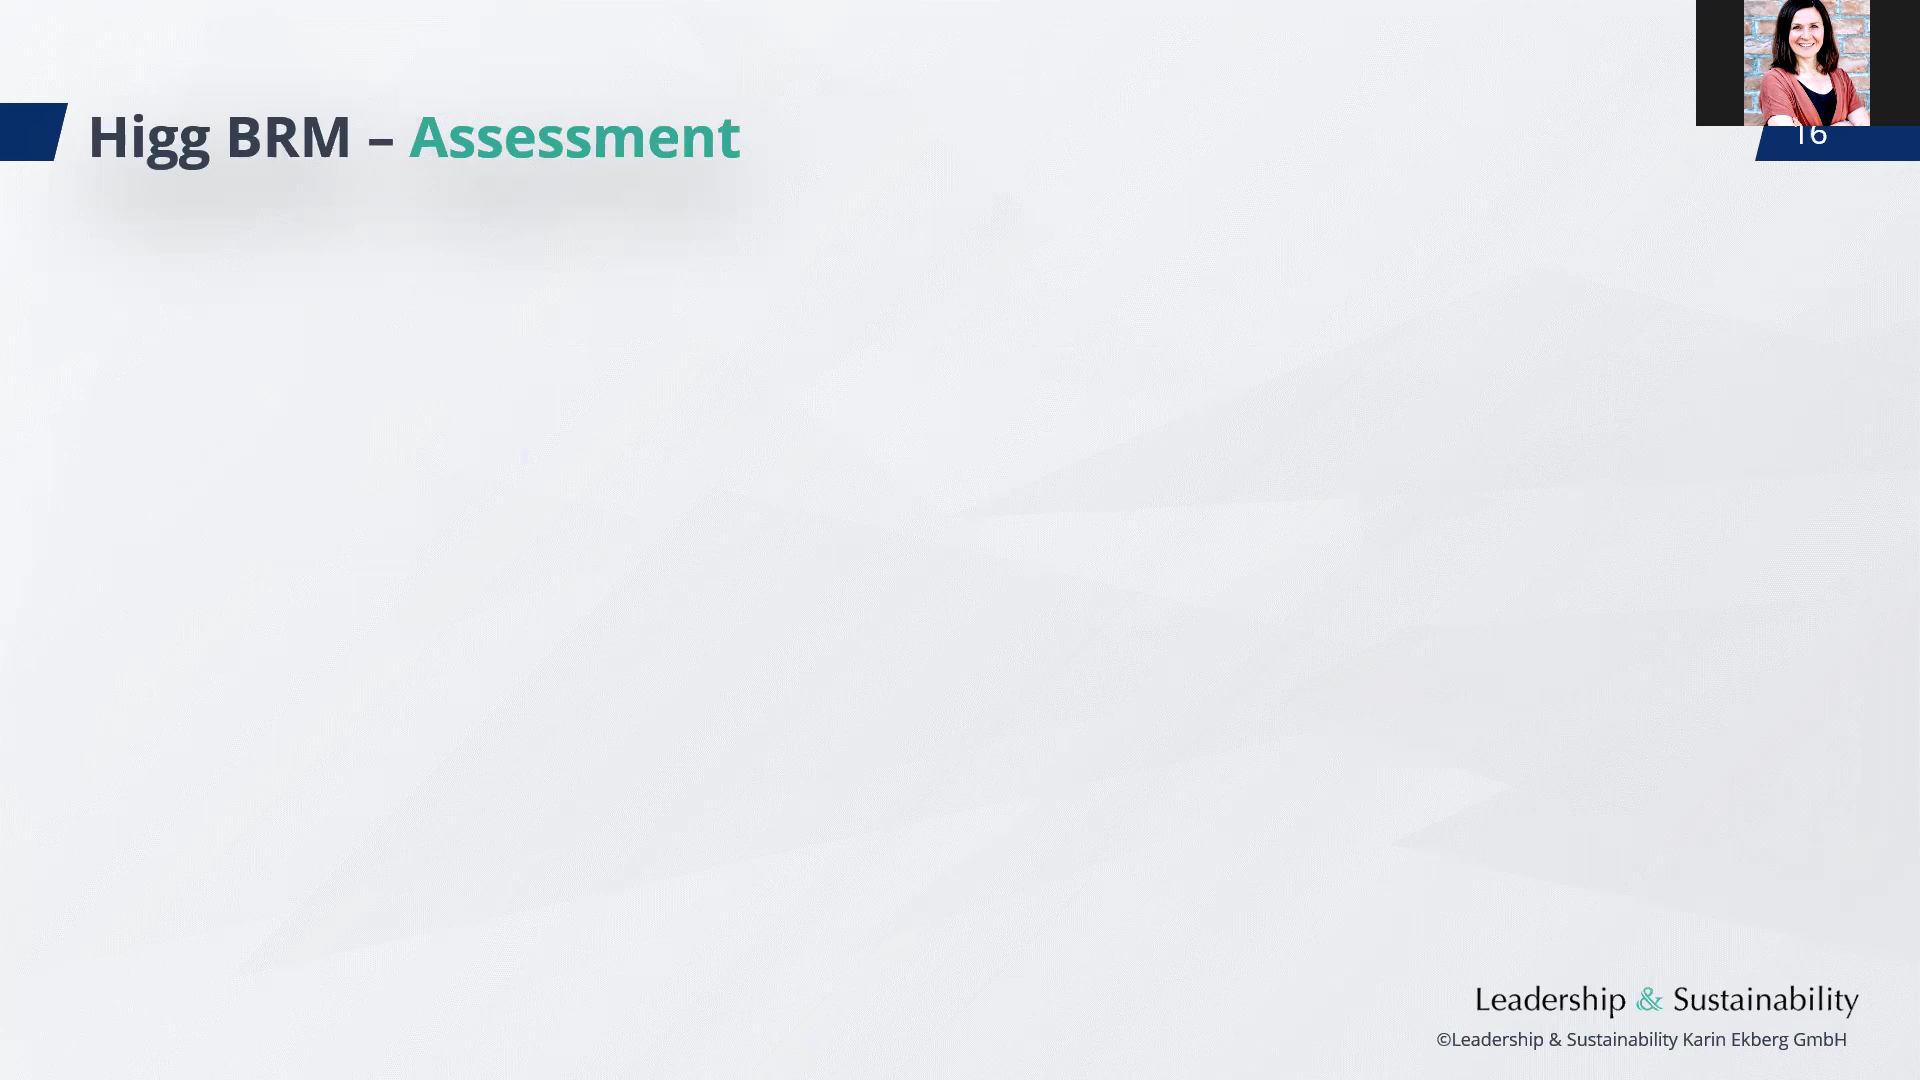 Higg BRM – Assessment
16
Leadership & Sustainability
©Leadership & Sustainability Karin Ekberg GmbH